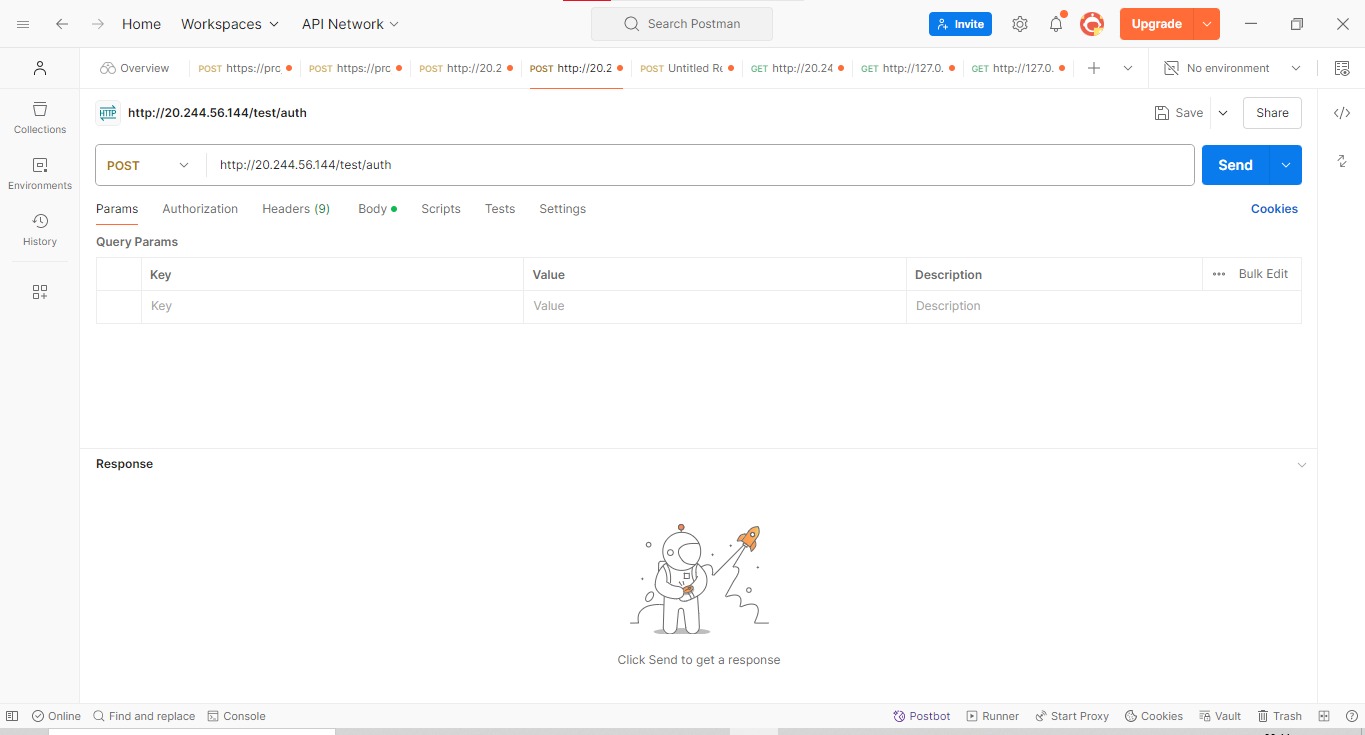 Home Workspaces API Network Search Postman Invite Upgrade
Overview POST https://prc POST https://prc POST http://20.2 POST http://20.2 POST Untitled Re GET http://20.24 GET http://127.0. GET http://127.0. No environment
HTTP http://20.244.56.144/test/auth Save Share
Collections
POST http://20.244.56.144/test/auth Send
Environments
Params Authorization Headers (9) Body Scripts Tests Settings Cookies
History
Query Params
Key Value Description Bulk Edit
Key Value Description
Response
Click Send to get a response
Online Find and replace Console Postbot Runner Start Proxy Cookies Vault Trash